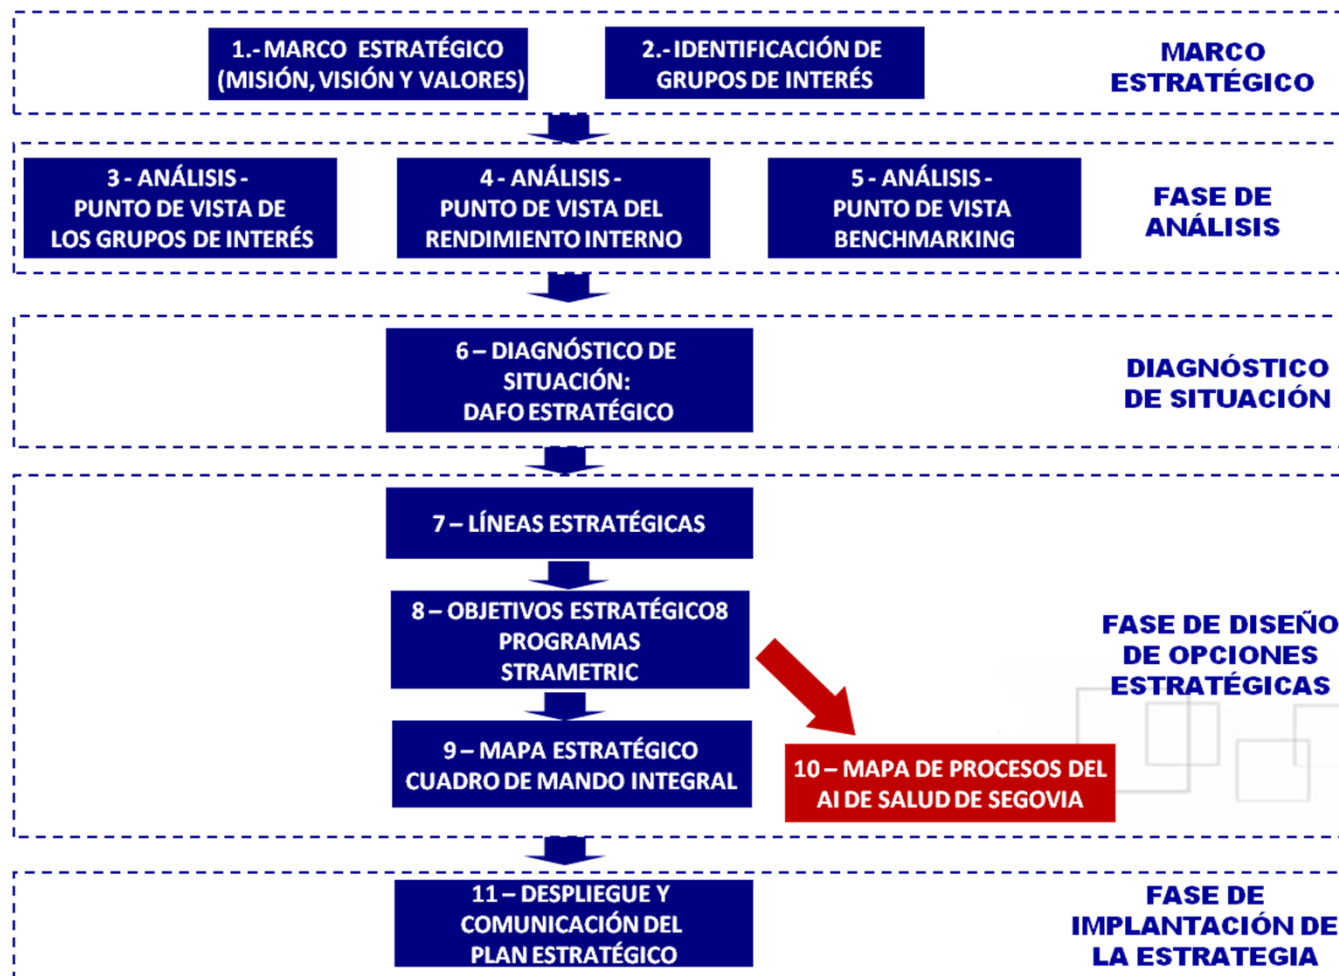 1.- MARCO ESTRATÉGICO
(MISIÓN, VISIÓN Y VALORES)
2.- IDENTIFICACIÓN DE
GRUPOS DE INTERÉS
MARCO
ESTRATÉGICO
3 - ANÁLISIS -
PUNTO DE VISTA DE
LOS GRUPOS DE INTERÉS
4 - ANÁLISIS -
PUNTO DE VISTA DEL
RENDIMIENTO INTERNO
5 - ANÁLISIS -
PUNTO DE VISTA
BENCHMARKING
FASE DE
ANÁLISIS
6 – DIAGNÓSTICO DE
SITUACIÓN:
DAFO ESTRATÉGICO
DIAGNÓSTICO
DE SITUACIÓN
7 – LÍNEAS ESTRATÉGICAS
8 – OBJETIVOS ESTRATÉGICO8
PROGRAMAS
STRAMETRIC
FASE DE DISEÑO
DE OPCIONES
ESTRATÉGICAS
9 – MAPA ESTRATÉGICO
CUADRO DE MANDO INTEGRAL
10 – MAPA DE PROCESOS DEL
AI DE SALUD DE SEGOVIA
11 – DESPLIEGUE Y
COMUNICACIÓN DEL
PLAN ESTRATÉGICO
FASE DE
IMPLANTACIÓN DE
LA ESTRATEGIA